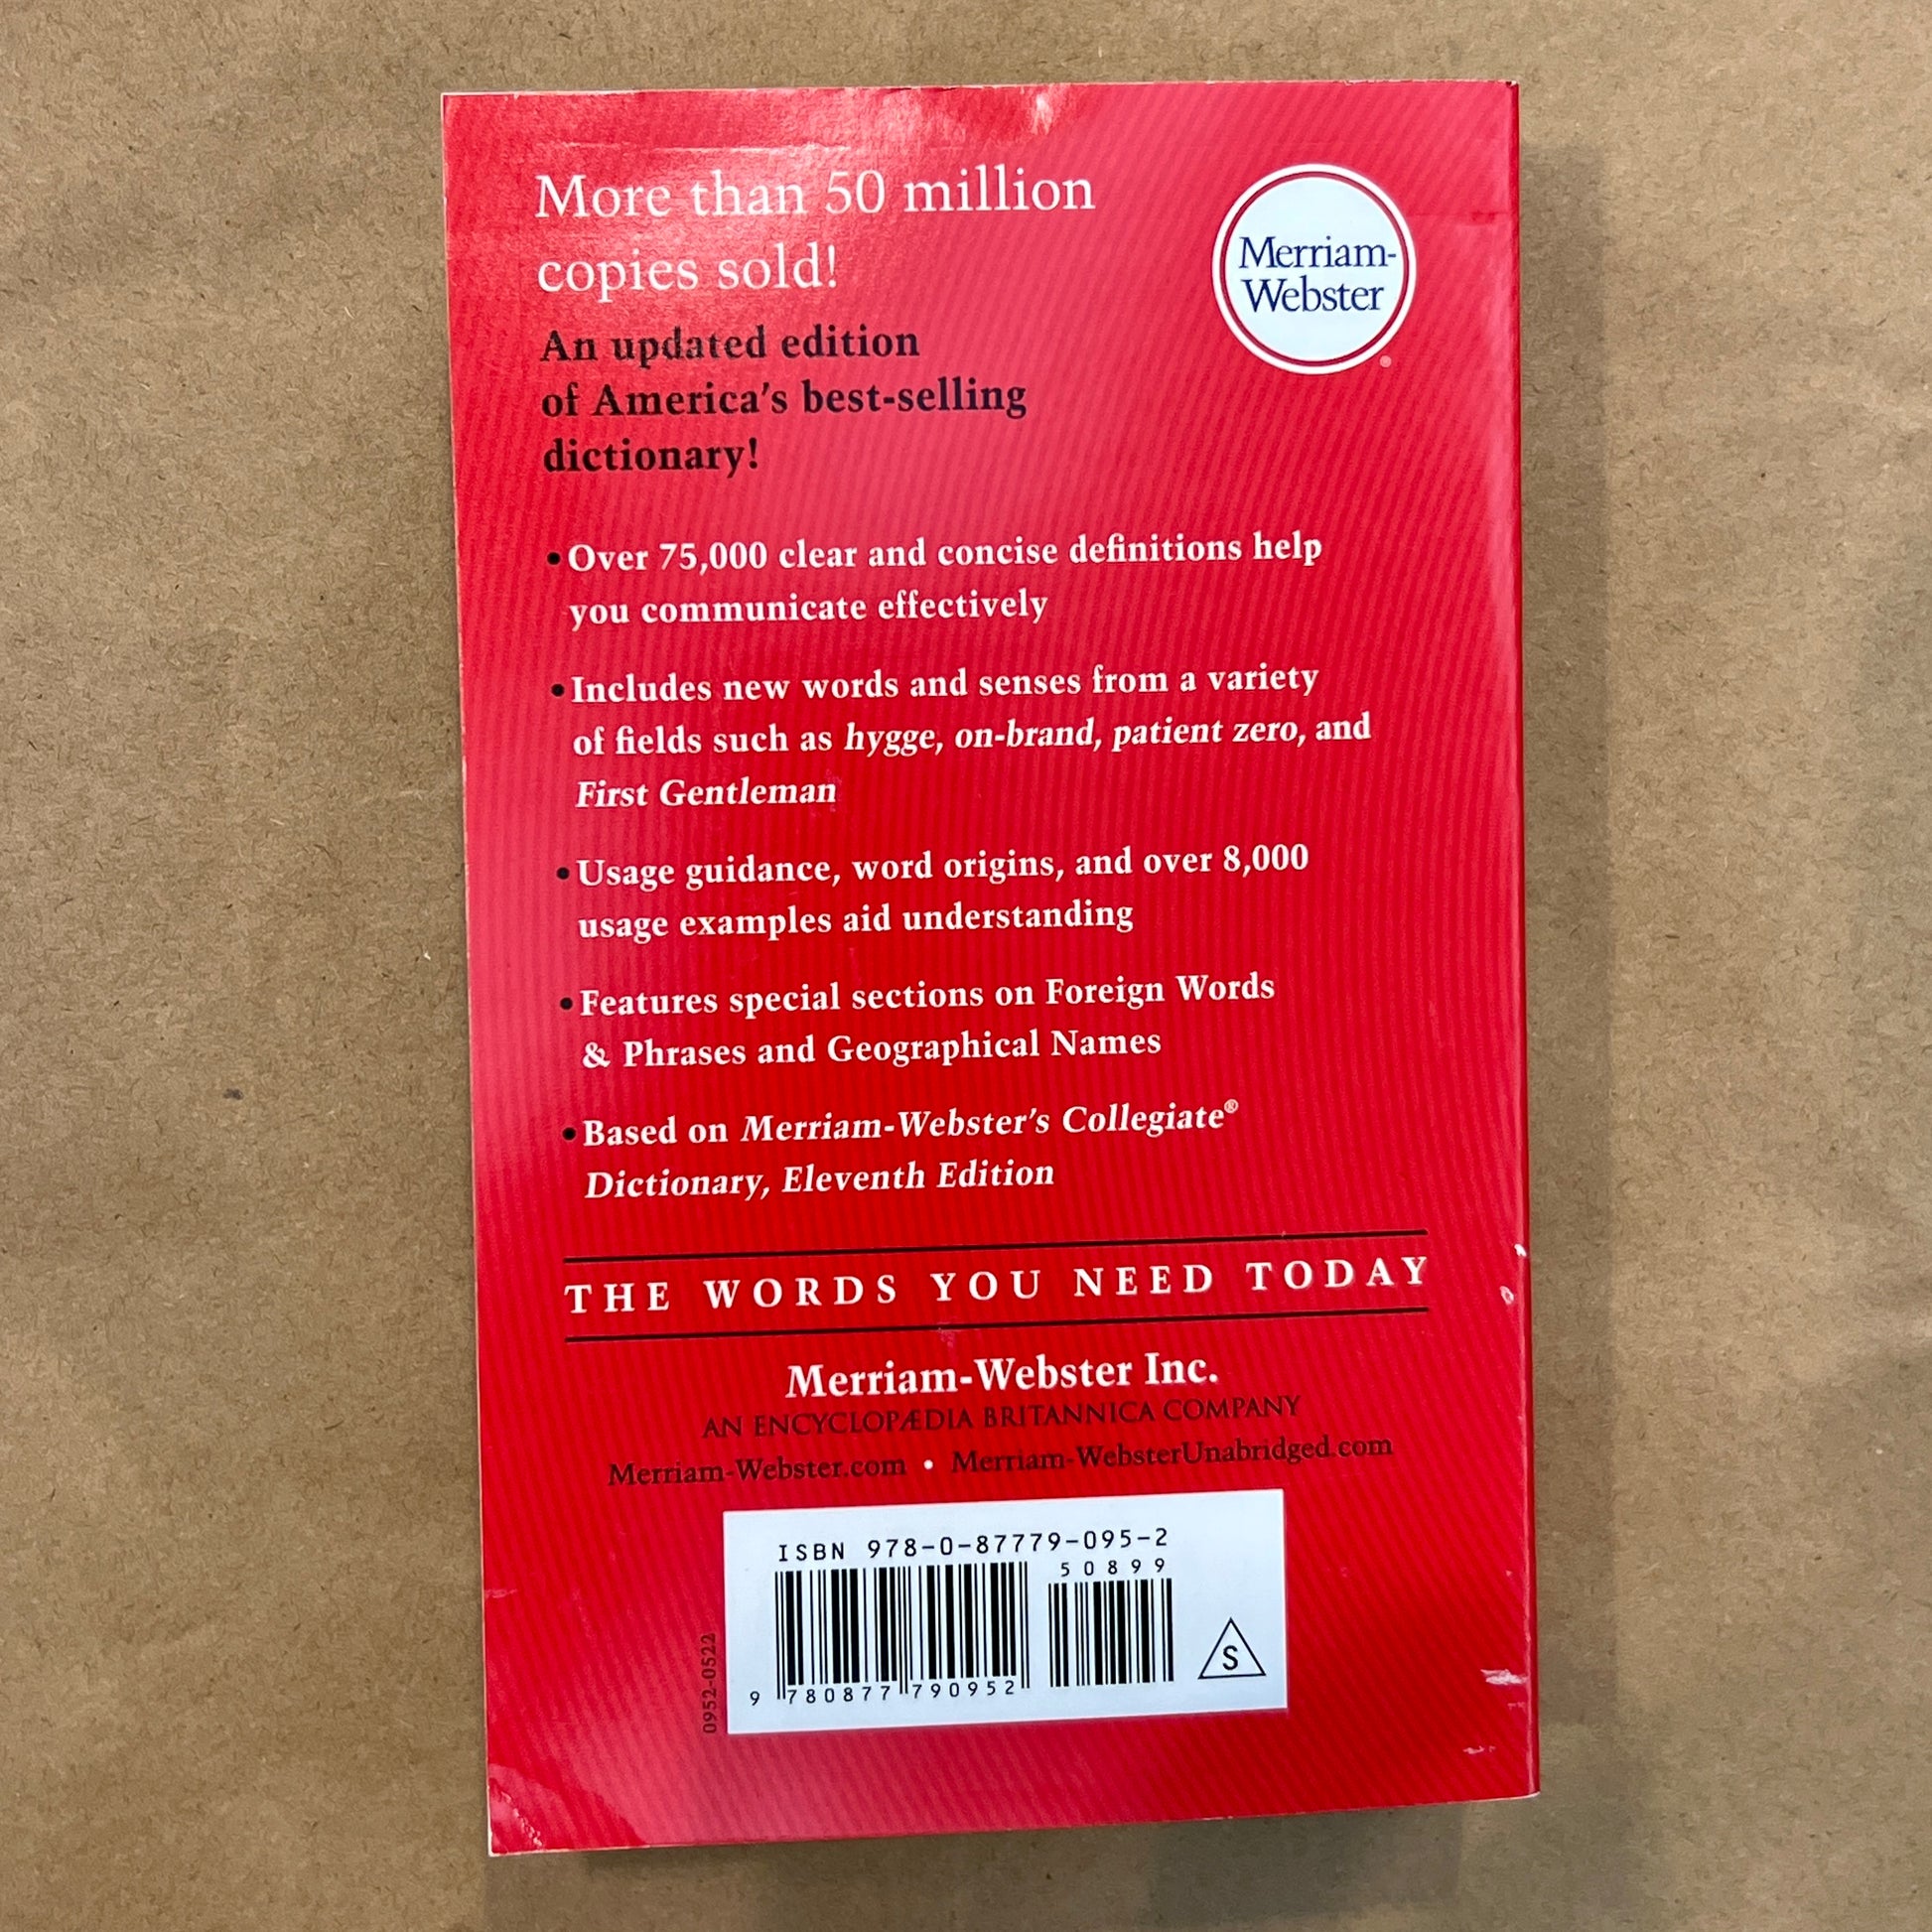 More than 50 million
copies sold!
Merriam-
Webster
®
An updated edition
of America's best-selling
dictionary!
• Over 75,000 clear and concise definitions help
you communicate effectively
• Includes new words and senses from a variety
of fields such as hygge, on-brand, patient zero, and
First Gentleman
• Usage guidance, word origins, and over 8,000
usage examples aid understanding
• Features special sections on Foreign Words
& Phrases and Geographical Names
• Based on Merriam-Webster's Collegiate®
Dictionary, Eleventh Edition
THE WORDS YOU NEED TODAY
Merriam-Webster Inc.
AN ENCYCLOPÆDIA BRITANNICA COMPANY
Merriam-Webster.com • Merriam-WebsterUnabridged.com
ISBN 978-0-87779-095-2
50899
9 780877 790952
S
0952-0522